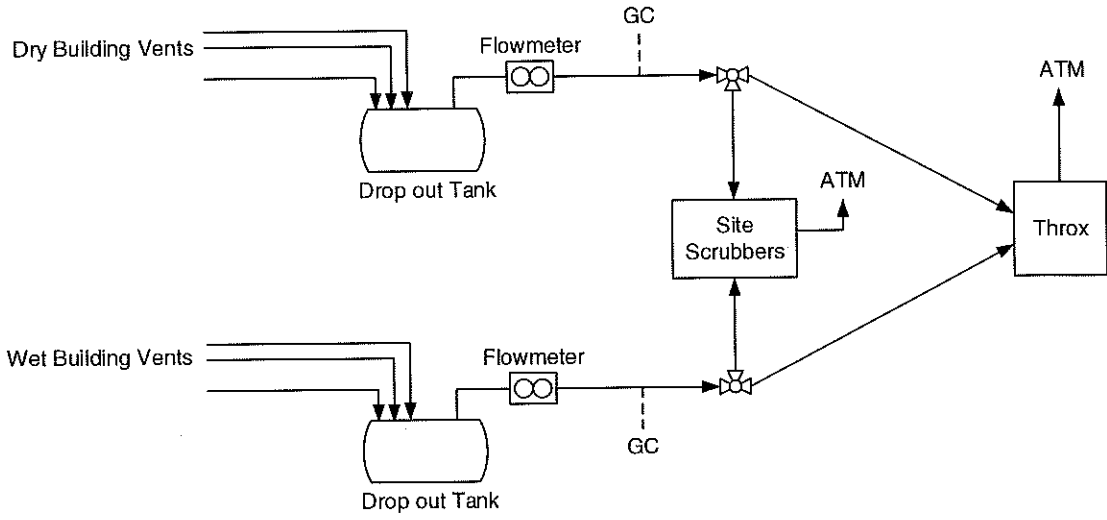 GC
Dry Building Vents
Flowmeter
ATM
Drop out Tank
ATM
Site
Scrubbers
Throx
Wet Building Vents
Flowmeter
GC
Drop out Tank